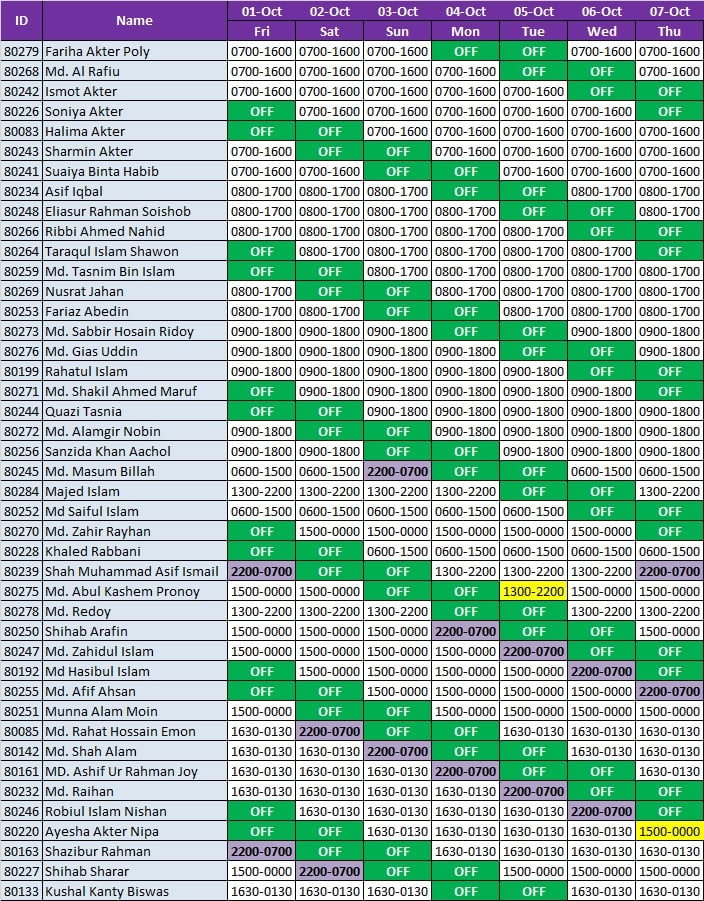 ID Name 01-Oct 02-Oct 03-Oct 04-Oct 05-Oct 06-Oct 07-Oct
Fri Sat Sun Mon Tue Wed Thu
80279 Fariha Akter Poly 0700-1600 0700-1600 0700-1600 OFF OFF 0700-1600 0700-1600
80268 Md. Al Rafiu 0700-1600 0700-1600 0700-1600 0700-1600 OFF OFF 0700-1600
80242 Ismot Akter 0700-1600 0700-1600 0700-1600 0700-1600 0700-1600 OFF OFF
80226 Soniya Akter OFF 0700-1600 0700-1600 0700-1600 0700-1600 0700-1600 OFF
80083 Halima Akter OFF OFF 0700-1600 0700-1600 0700-1600 0700-1600 0700-1600
80243 Sharmin Akter 0700-1600 OFF OFF 0700-1600 0700-1600 0700-1600 0700-1600
80241 Suaiya Binta Habib 0700-1600 0700-1600 OFF OFF 0700-1600 0700-1600 0700-1600
80234 Asif Iqbal 0800-1700 0800-1700 0800-1700 OFF OFF 0800-1700 0800-1700
80248 Eliasur Rahman Soishob 0800-1700 0800-1700 0800-1700 0800-1700 OFF OFF 0800-1700
80266 Ribbi Ahmed Nahid 0800-1700 0800-1700 0800-1700 0800-1700 0800-1700 OFF OFF
80264 Taraqul Islam Shawon OFF 0800-1700 0800-1700 0800-1700 0800-1700 0800-1700 OFF
80259 Md. Tasnim Bin Islam OFF OFF 0800-1700 0800-1700 0800-1700 0800-1700 0800-1700
80269 Nusrat Jahan 0800-1700 OFF OFF 0800-1700 0800-1700 0800-1700 0800-1700
80253 Fariaz Abedin 0800-1700 0800-1700 OFF OFF 0800-1700 0800-1700 0800-1700
80273 Md. Sabbir Hosain Ridoy 0900-1800 0900-1800 0900-1800 OFF OFF 0900-1800 0900-1800
80276 Md. Gias Uddin 0900-1800 0900-1800 0900-1800 0900-1800 OFF OFF 0900-1800
80199 Rahatul Islam 0900-1800 0900-1800 0900-1800 0900-1800 0900-1800 OFF OFF
80271 Md. Shakil Ahmed Maruf OFF 0900-1800 0900-1800 0900-1800 0900-1800 0900-1800 OFF
80244 Quazi Tasnia OFF OFF 0900-1800 0900-1800 0900-1800 0900-1800 0900-1800
80272 Md. Alamgir Nobin 0900-1800 OFF OFF 0900-1800 0900-1800 0900-1800 0900-1800
80256 Sanzida Khan Aachol 0900-1800 0900-1800 OFF OFF 0900-1800 0900-1800 0900-1800
80245 Md. Masum Billah 0600-1500 0600-1500 2200-0700 OFF OFF 0600-1500 0600-1500
80284 Majed Islam 1300-2200 1300-2200 1300-2200 1300-2200 OFF OFF 1300-2200
80252 Md Saiful Islam 0600-1500 0600-1500 0600-1500 0600-1500 0600-1500 OFF OFF
80270 Md. Zahir Rayhan OFF 1500-0000 1500-0000 1500-0000 1500-0000 1500-0000 OFF
80228 Khaled Rabbani OFF OFF 0600-1500 0600-1500 0600-1500 0600-1500 0600-1500
80239 Shah Muhammad Asif Ismail 2200-0700 OFF OFF 1300-2200 1300-2200 1300-2200 2200-0700
80275 Md. Abul Kashem Pronoy 1500-0000 1500-0000 OFF OFF 1300-2200 1500-0000 1500-0000
80278 Md. Redoy 1300-2200 1300-2200 1300-2200 OFF OFF 1300-2200 1300-2200
80250 Shihab Arafin 1500-0000 1500-0000 1500-0000 2200-0700 OFF OFF 1500-0000
80247 Md. Zahidul Islam 1500-0000 1500-0000 1500-0000 1500-0000 2200-0700 OFF OFF
80192 Md Hasibul Islam OFF 1500-0000 1500-0000 1500-0000 1500-0000 2200-0700 OFF
80255 Md. Afif Ahsan OFF OFF 1500-0000 1500-0000 1500-0000 1500-0000 2200-0700
80251 Munna Alam Moin 1500-0000 OFF OFF 1500-0000 1500-0000 1500-0000 1500-0000
80085 Md. Rahat Hossain Emon 1630-0130 2200-0700 OFF OFF 1630-0130 1630-0130 1630-0130
80142 Md. Shah Alam 1630-0130 1630-0130 2200-0700 OFF OFF 1630-0130 1630-0130
80161 MD. Ashif Ur Rahman Joy 1630-0130 1630-0130 1630-0130 2200-0700 OFF OFF 1630-0130
80232 Md. Raihan 1630-0130 1630-0130 1630-0130 1630-0130 2200-0700 OFF OFF
80246 Robiul Islam Nishan OFF 1630-0130 1630-0130 1630-0130 1630-0130 2200-0700 OFF
80220 Ayesha Akter Nipa OFF OFF 1630-0130 1630-0130 1630-0130 1630-0130 1500-0000
80163 Shazibur Rahman 2200-0700 OFF OFF 1630-0130 1630-0130 1630-0130 1630-0130
80227 Shihab Sharar 1500-0000 2200-0700 OFF OFF 1500-0000 1500-0000 1500-0000
80133 Kushal Kanty Biswas 1630-0130 1630-0130 1630-0130 OFF OFF 1630-0130 1630-0130